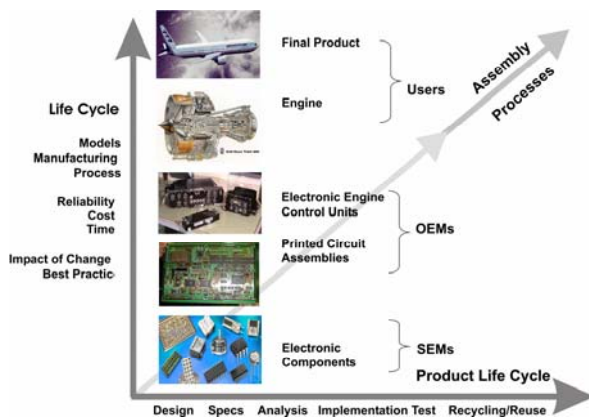 Final Product
Users
Assembly
Processes
Life Cycle
Engine
Models
Manufacturing
Process
Reliability
Cost
Time
Electronic Engine
Control Units
OEMs
Printed Circuit
Assemblies
Impact of Change
Best Practic
Electronic
Components
SEMs
Product Life Cycle
Design Specs Analysis Implementation Test Recycling/Reuse